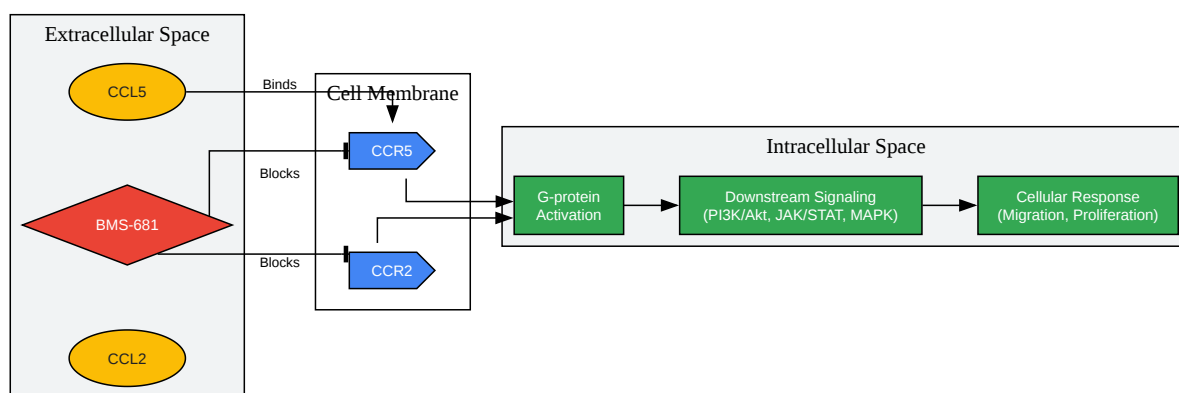 Extracellular Space
CCL5
Binds
Cell Membrane
CCR5
Blocks
BMS-681
Blocks
CCR2
CCL2
Intracellular Space
G-protein
Activation
Downstream Signaling
(PI3K/Akt, JAK/STAT, MAPK)
Cellular Response
(Migration, Proliferation)